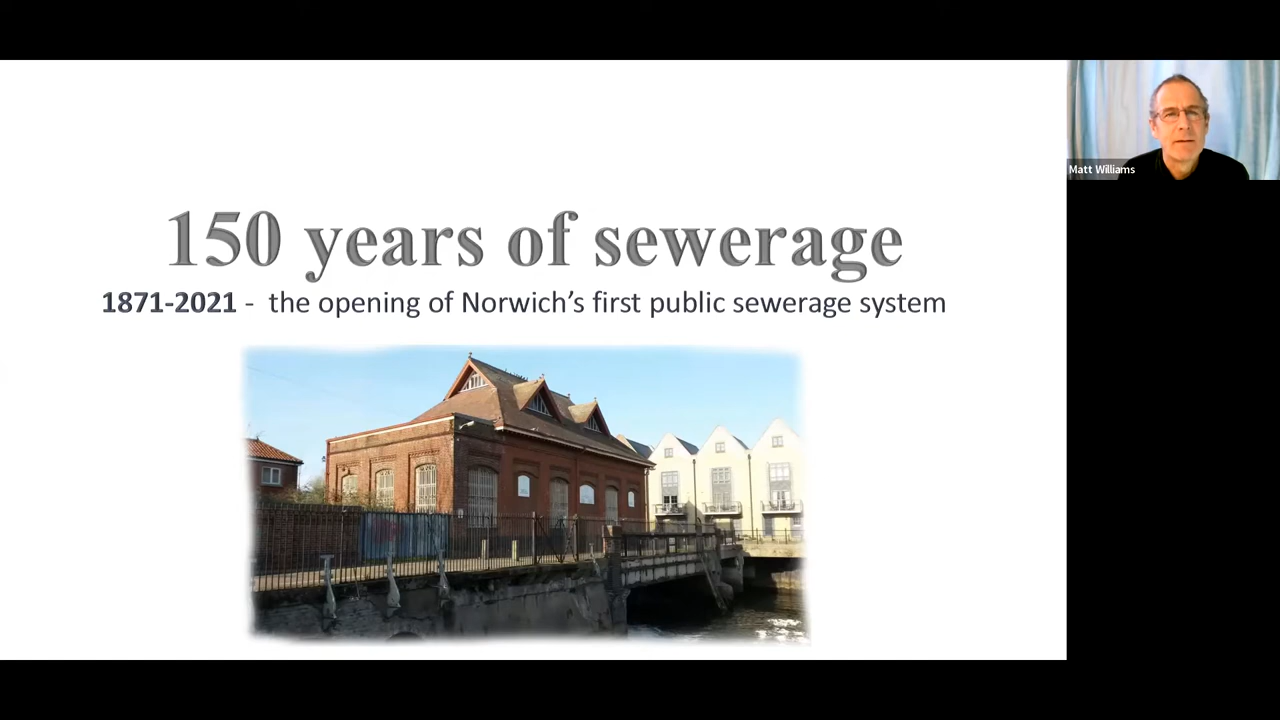 150 years of sewerage
1871-2021 - the opening of Norwich’s first public sewerage system
Matt Williams